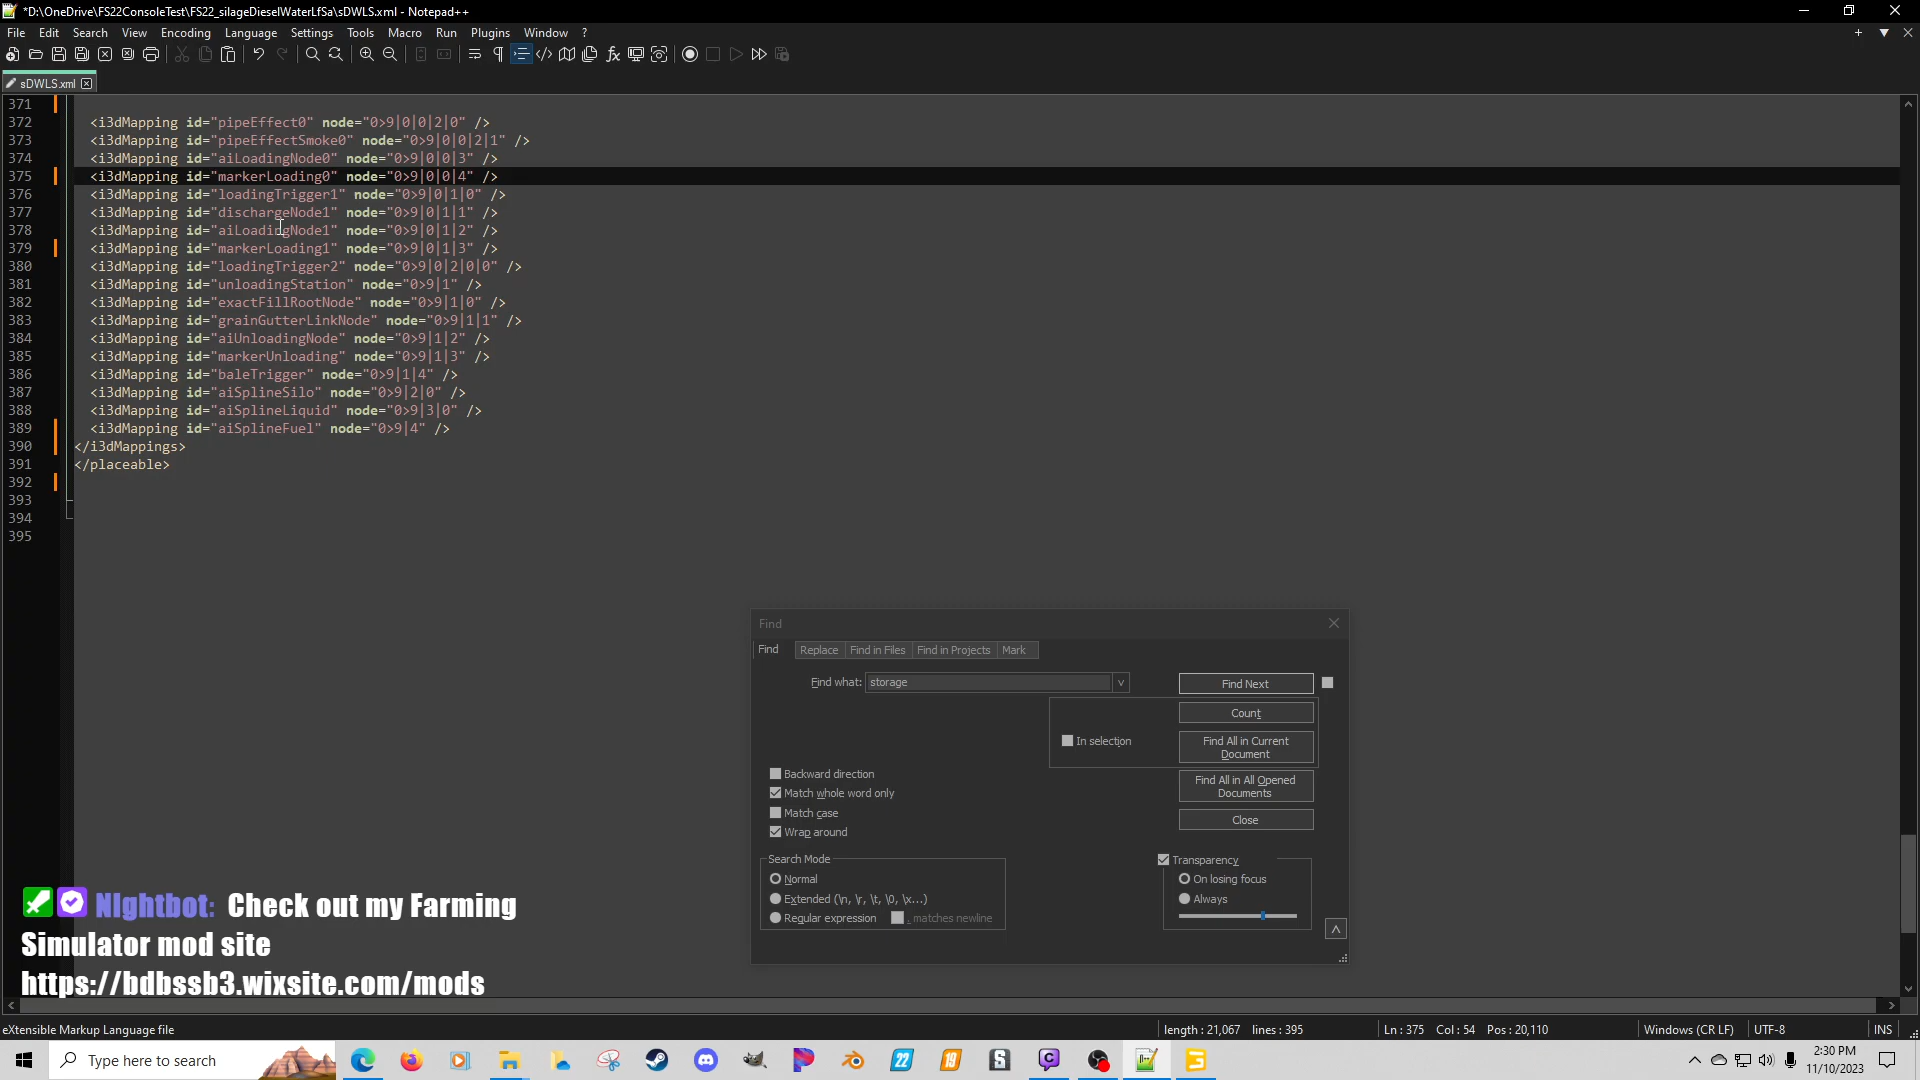 *D:\OneDrive\FS22ConsoleTest\FS22_silageDieselWaterLfSa\sDWLS.xml - Notepad++
File Edit Search View Encoding Language Settings Tools Macro Run Plugins Window ?
sDWLS.xml
371
372 <i3dMapping id="pipeEffect0" node="0>9|0|0|2|0" />
373 <i3dMapping id="pipeEffectSmoke0" node="0>9|0|0|2|1" />
374 <i3dMapping id="aiLoadingNode0" node="0>9|0|0|3" />
375 <i3dMapping id="markerLoading0" node="0>9|0|0|4" />
376 <i3dMapping id="loadingTrigger1" node="0>9|0|1|0" />
377 <i3dMapping id="dischargeNode1" node="0>9|0|1|1" />
378 <i3dMapping id="aiLoadingNode1" node="0>9|0|1|2" />
379 <i3dMapping id="markerLoading1" node="0>9|0|1|3" />
380 <i3dMapping id="loadingTrigger2" node="0>9|0|2|0|0" />
381 <i3dMapping id="unloadingStation" node="0>9|1" />
382 <i3dMapping id="exactFillRootNode" node="0>9|1|0" />
383 <i3dMapping id="grainGutterLinkNode" node="0>9|1|1" />
384 <i3dMapping id="aiUnloadingNode" node="0>9|1|2" />
385 <i3dMapping id="markerUnloading" node="0>9|1|3" />
386 <i3dMapping id="baleTrigger" node="0>9|1|4" />
387 <i3dMapping id="aiSplineSilo" node="0>9|2|0" />
388 <i3dMapping id="aiSplineLiquid" node="0>9|3|0" />
389 <i3dMapping id="aiSplineFuel" node="0>9|4" />
390 </i3dMappings>
391 </placeable>
392
393
394
395
Find
Find Replace Find in Files Find in Projects Mark
Find what: storage
Find Next
Count
In selection
Find All in Current
Document
Find All in All Opened
Documents
Close
Backward direction
Match whole word only
Match case
Wrap around
Search Mode
Normal
Extended (\n, \r, \t, \0, \x...)
Regular expression
. matches newline
Transparency
On losing focus
Always
NIghtbot: Check out my Farming
Simulator mod site
https://bdbssb3.wixsite.com/mods
eXtensible Markup Language file length : 21,067 lines : 395 Ln : 375 Col : 54 Pos : 20,110 Windows (CR LF) UTF-8 INS
Type here to search
22
19
2:30 PM
11/10/2023